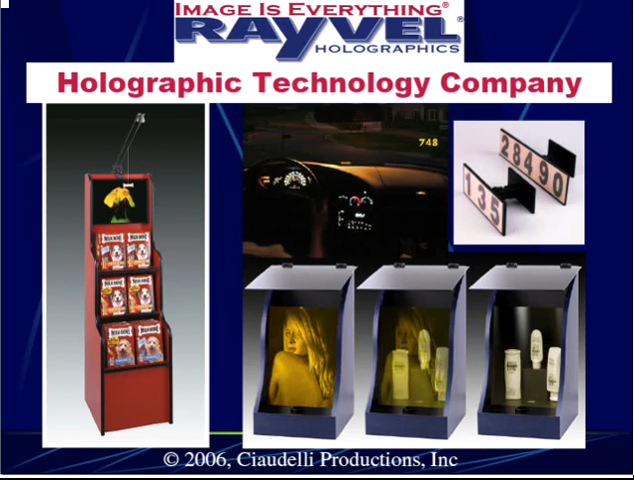 IMAGE IS EVERYTHING®
RAYVEL®
HOLOGRAPHICS
Holographic Technology Company
748
28490
135
© 2006, Ciaudelli Productions, Inc